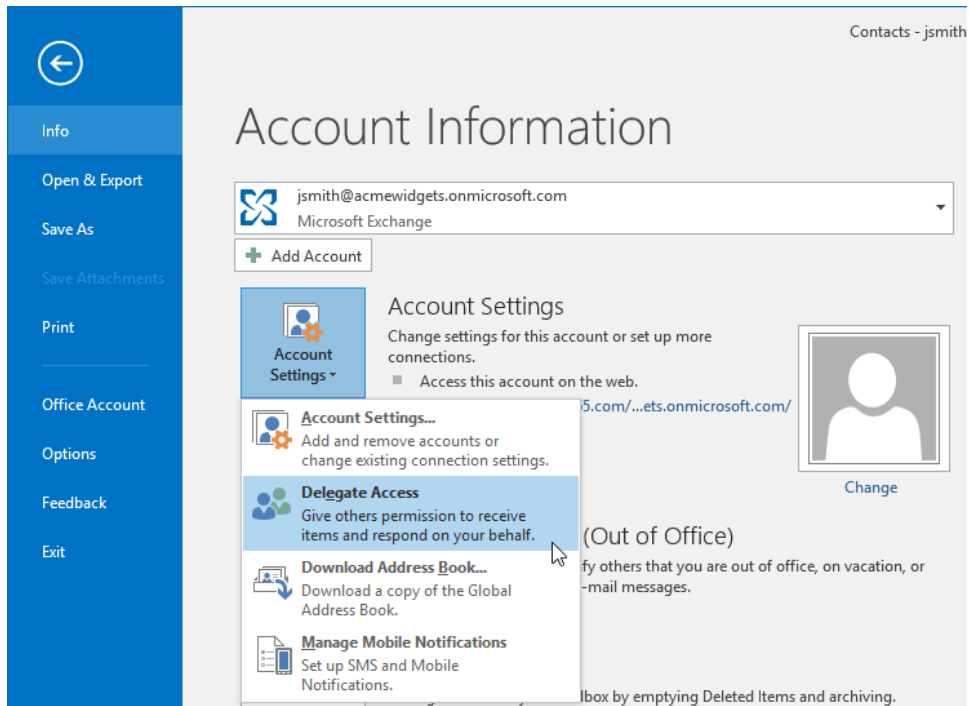 Contacts - jsmith
Info
Open & Export
Save As
Save Attachments
Print
Office Account
Options
Feedback
Exit
Account Information
jsmith@acmewidgets.onmicrosoft.com
Microsoft Exchange
Add Account
Account
Settings
Account Settings
Change settings for this account or set up more
connections.
Access this account on the web.
5.com/...ets.onmicrosoft.com/
Change
Account Settings...
Add and remove accounts or
change existing connection settings.
Delegate Access
Give others permission to receive
items and respond on your behalf.
Download Address Book...
Download a copy of the Global
Address Book.
Manage Mobile Notifications
Set up SMS and Mobile
Notifications.
(Out of Office)
fy others that you are out of office, on vacation, or
-mail messages.
lbox by emptying Deleted Items and archiving.